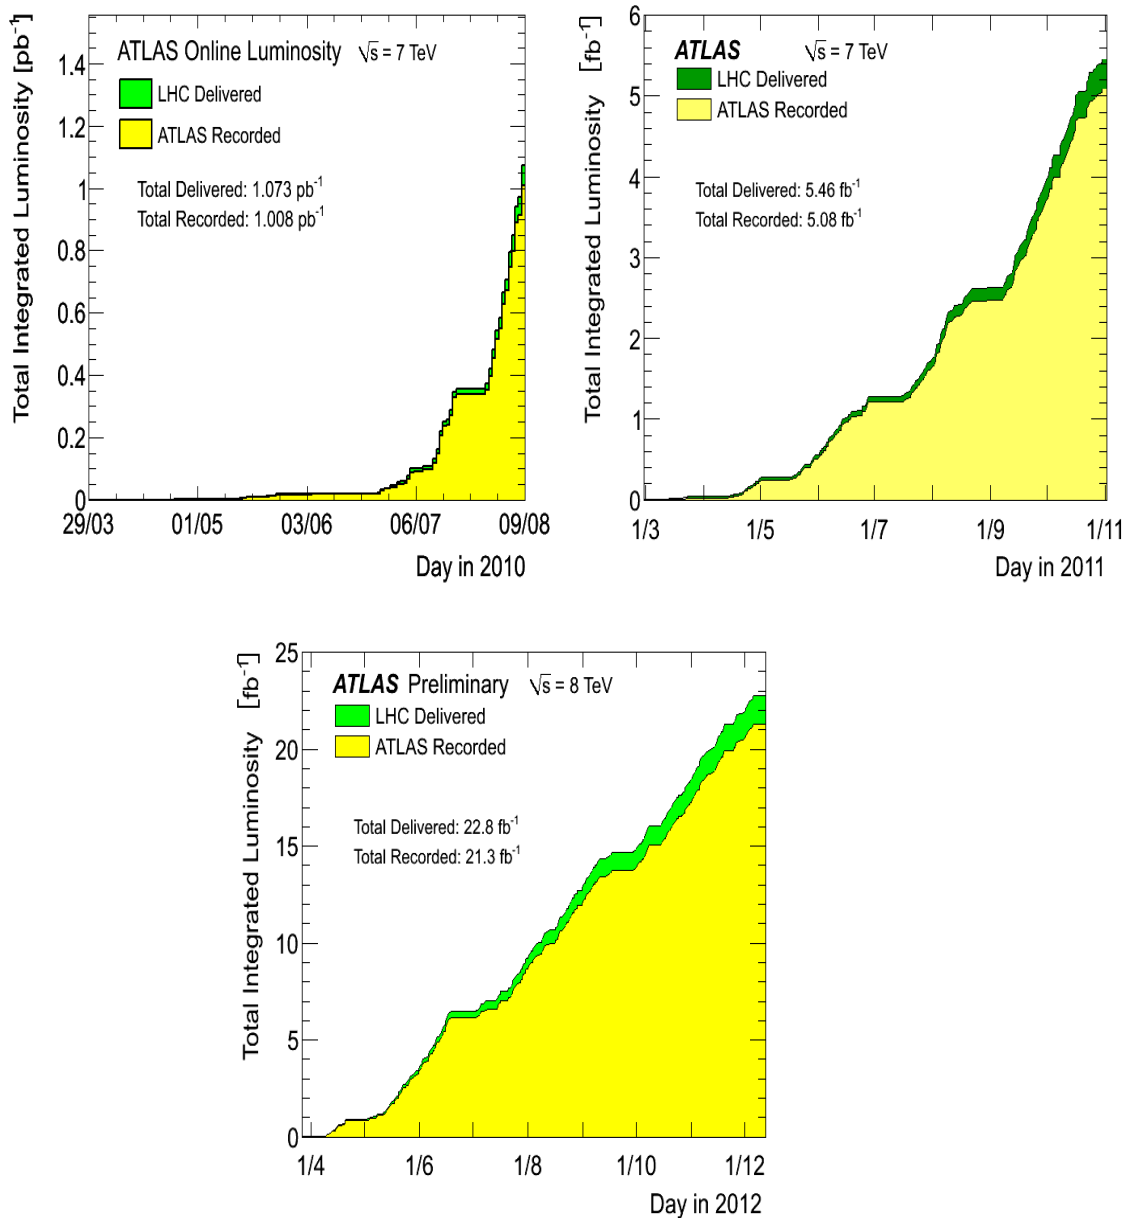 Total Integrated Luminosity [pb⁻¹]
ATLAS Online Luminosity √s = 7 TeV
LHC Delivered
ATLAS Recorded
Total Delivered: 1.073 pb⁻¹
Total Recorded: 1.008 pb⁻¹
1.4
1.2
1
0.8
0.6
0.4
0.2
0
29/03 01/05 03/06 06/07 09/08
Day in 2010
Total Integrated Luminosity [fb⁻¹]
ATLAS √s = 7 TeV
LHC Delivered
ATLAS Recorded
Total Delivered: 5.46 fb⁻¹
Total Recorded: 5.08 fb⁻¹
6
5
4
3
2
1
0
1/3 1/5 1/7 1/9 1/11
Day in 2011
Total Integrated Luminosity [fb⁻¹]
ATLAS Preliminary √s = 8 TeV
LHC Delivered
ATLAS Recorded
Total Delivered: 22.8 fb⁻¹
Total Recorded: 21.3 fb⁻¹
25
20
15
10
5
0
1/4 1/6 1/8 1/10 1/12
Day in 2012